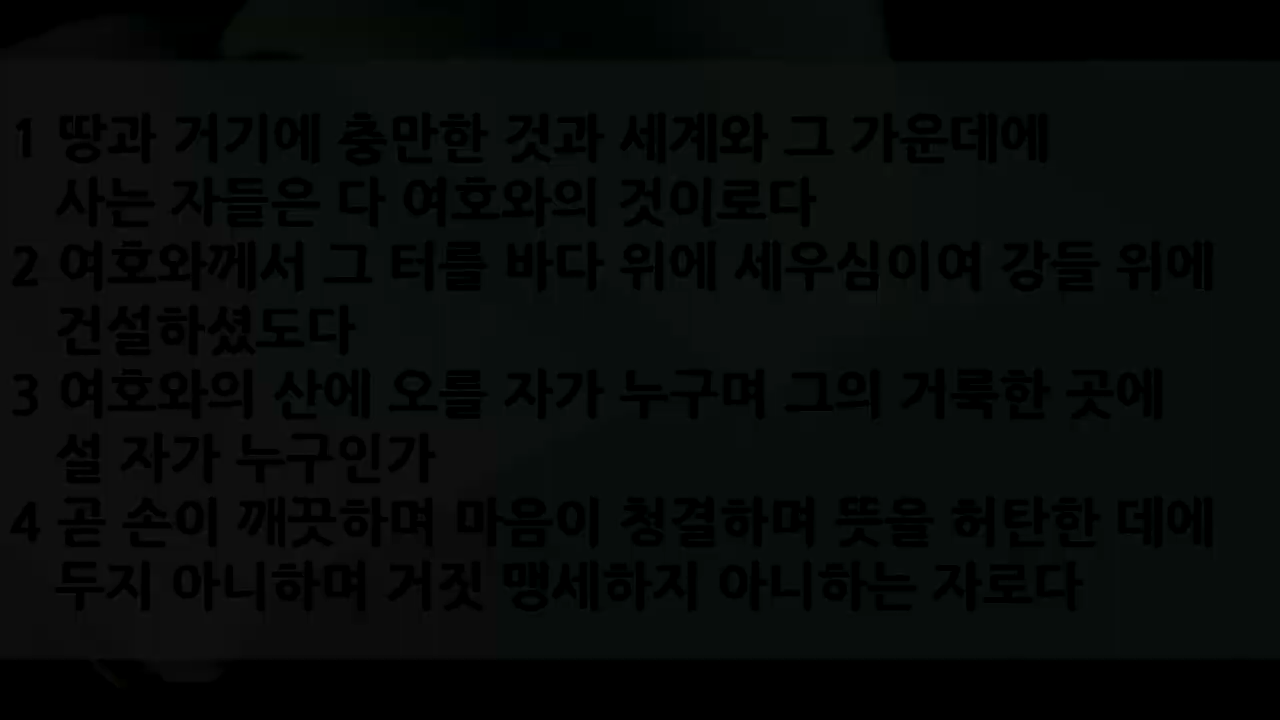 1 땅과 거기에 충만한 것과 세계와 그 가운데에
사는 자들은 다 여호와의 것이로다
2 여호와께서 그 터를 바다 위에 세우심이여 강들 위에
건설하셨도다
3 여호와의 산에 오를 자가 누구며 그의 거룩한 곳에
설 자가 누구인가
4 곧 손이 깨끗하며 마음이 청결하며 뜻을 허탄한 데에
두지 아니하며 거짓 맹세하지 아니하는 자로다